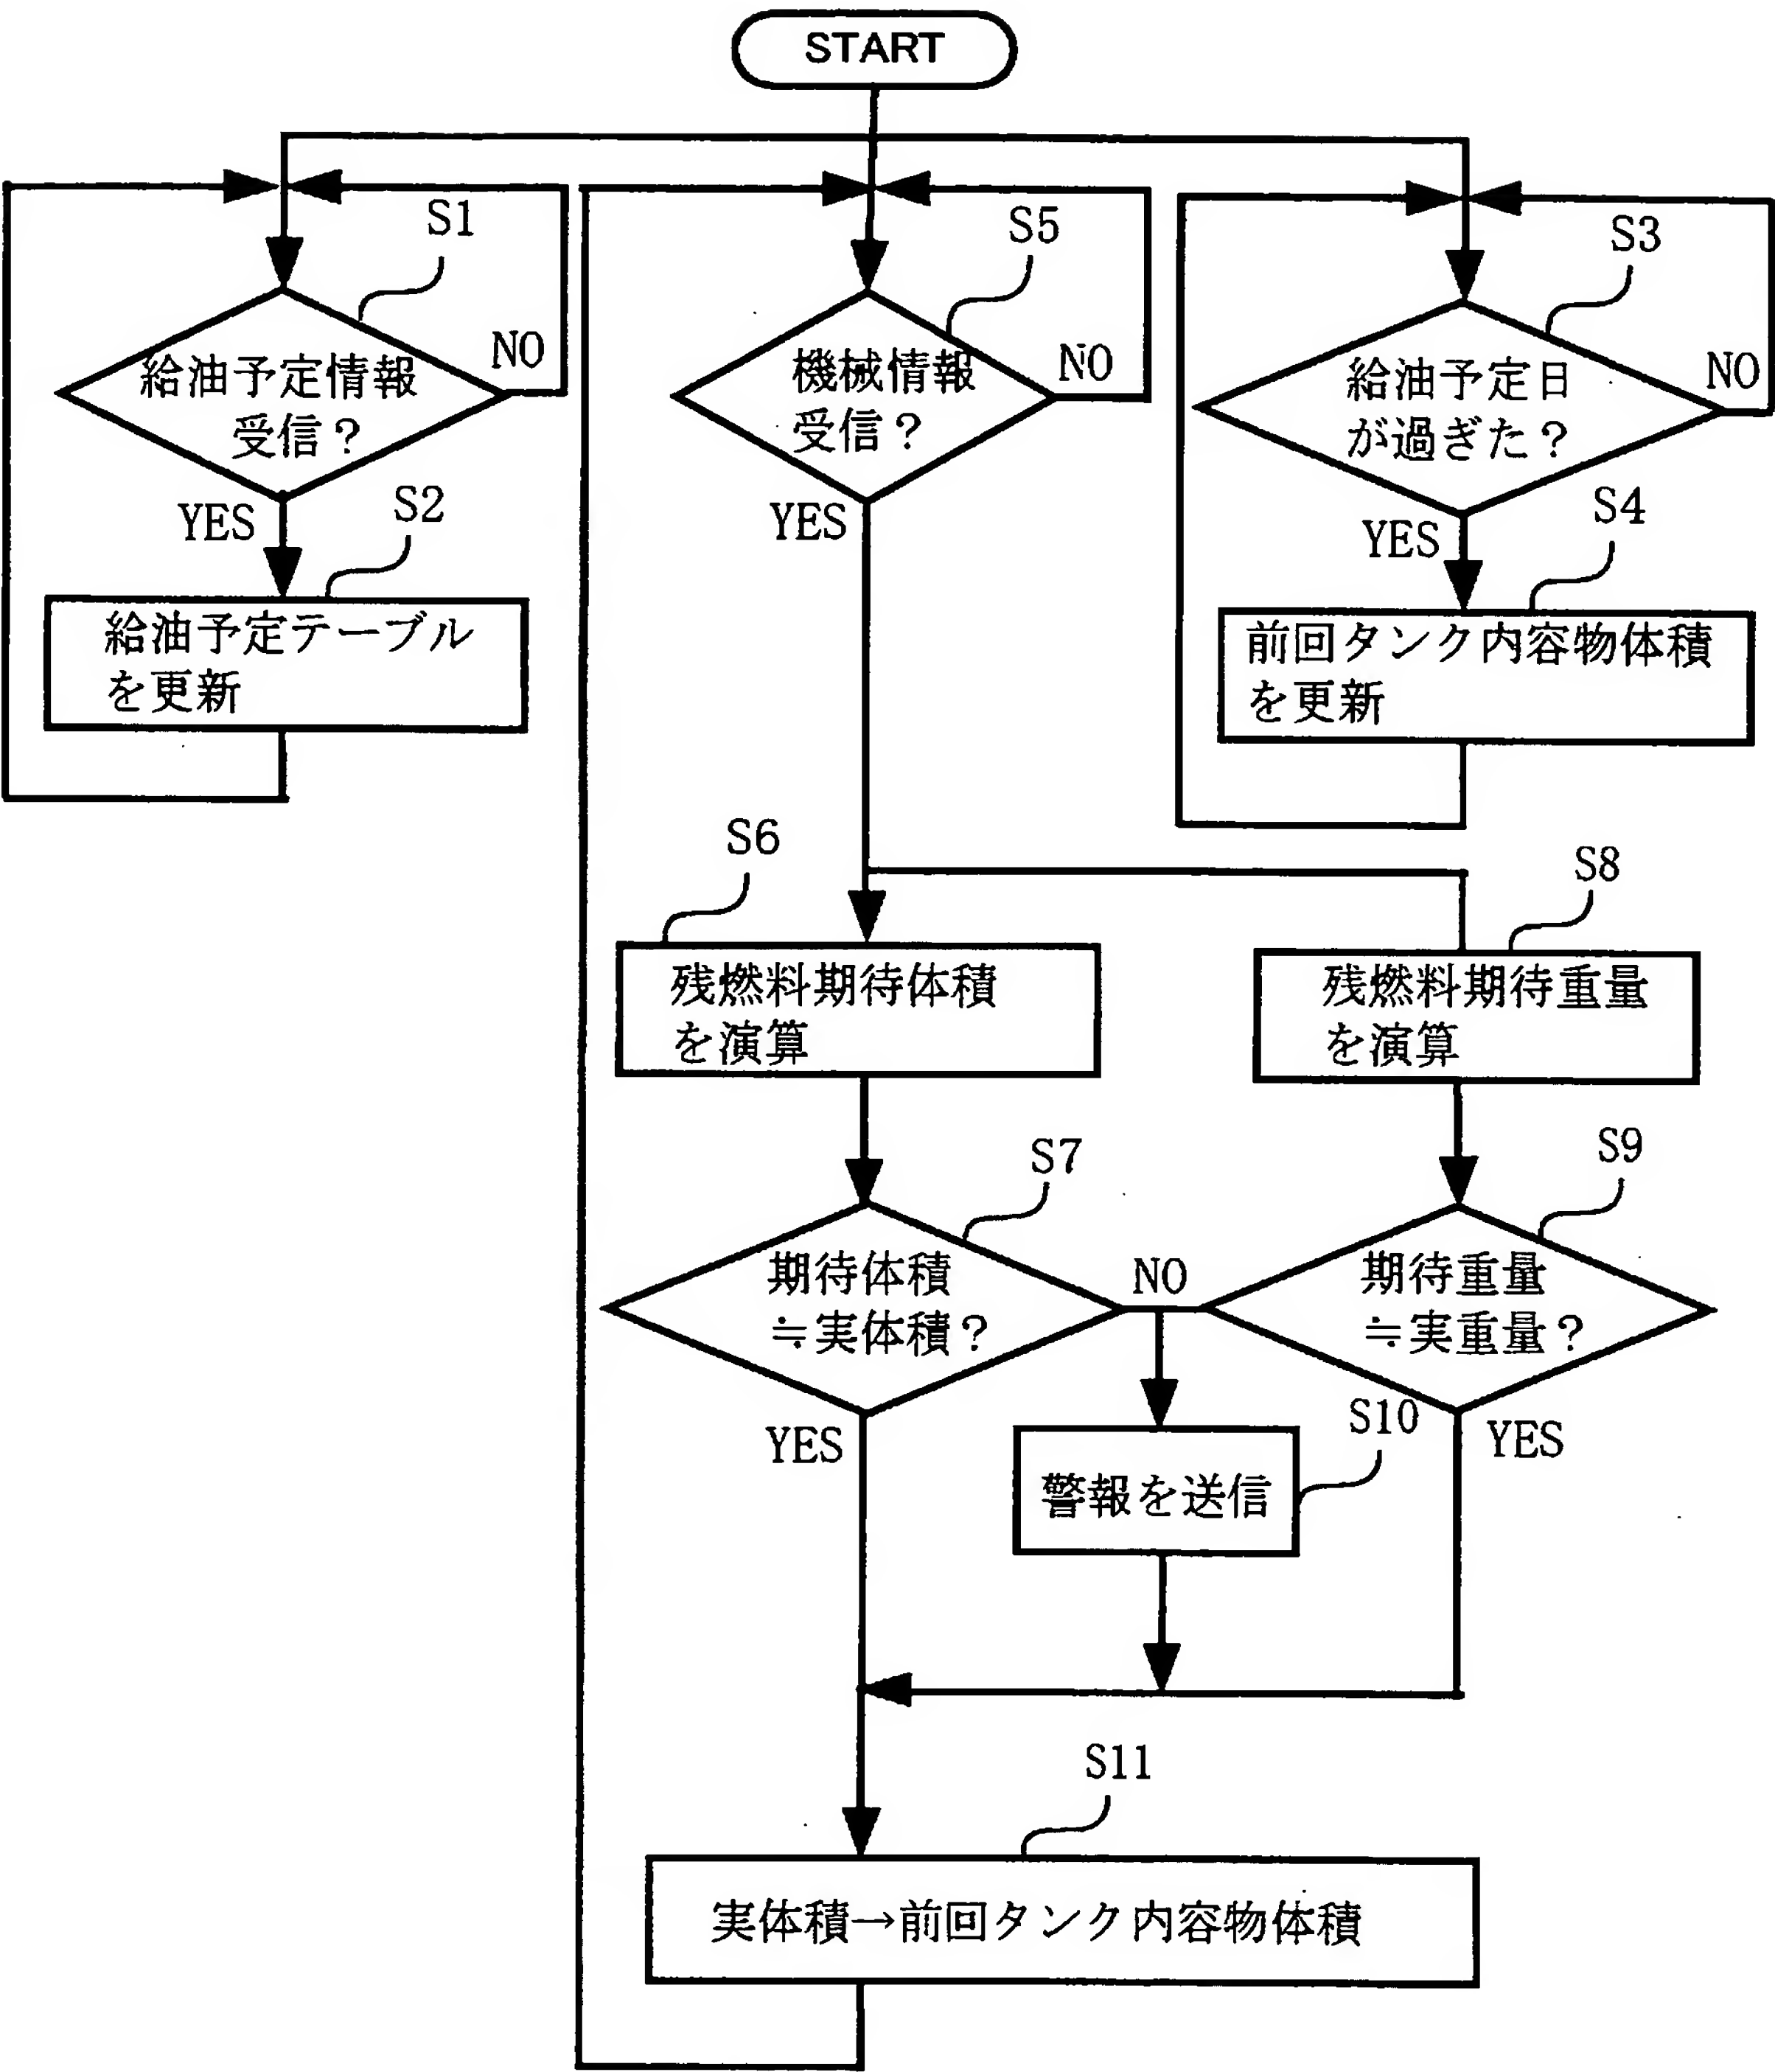 START
S1
S5
S3
給油予定情報
受信？
NO
機械情報
受信？
NO
給油予定日
が過ぎた？
NO
YES
S2
YES
YES
S4
給油予定テーブル
を更新
前回タンク内容物体積
を更新
S6
S8
残燃料期待体積
を演算
残燃料期待重量
を演算
S7
S9
期待体積
≒実体積？
NO
期待重量
≒実重量？
YES
S10
YES
警報を送信
S11
実体積→前回タンク内容物体積